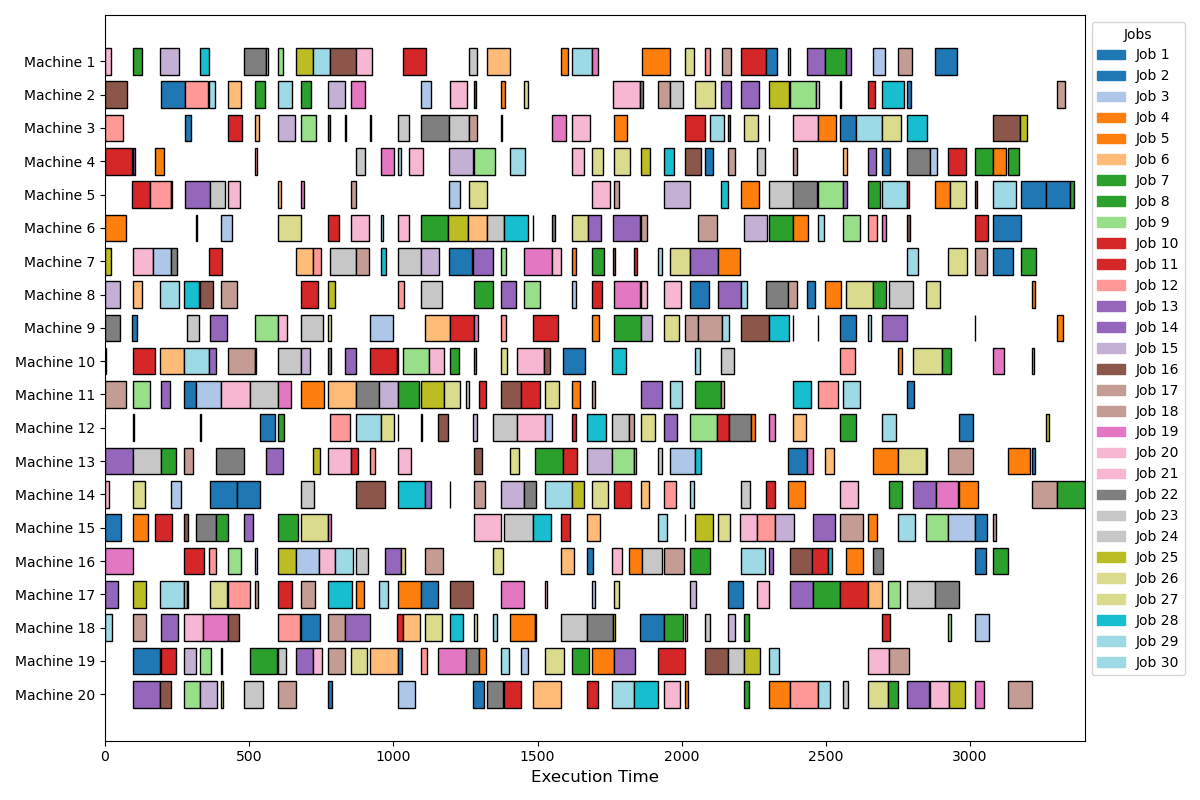 Machine 1
Machine 2
Machine 3
Machine 4
Machine 5
Machine 6
Machine 7
Machine 8
Machine 9
Machine 10
Machine 11
Machine 12
Machine 13
Machine 14
Machine 15
Machine 16
Machine 17
Machine 18
Machine 19
Machine 20
0
500
1000
1500
2000
2500
3000
Execution Time
Jobs
Job 1
Job 2
Job 3
Job 4
Job 5
Job 6
Job 7
Job 8
Job 9
Job 10
Job 11
Job 12
Job 13
Job 14
Job 15
Job 16
Job 17
Job 18
Job 19
Job 20
Job 21
Job 22
Job 23
Job 24
Job 25
Job 26
Job 27
Job 28
Job 29
Job 30